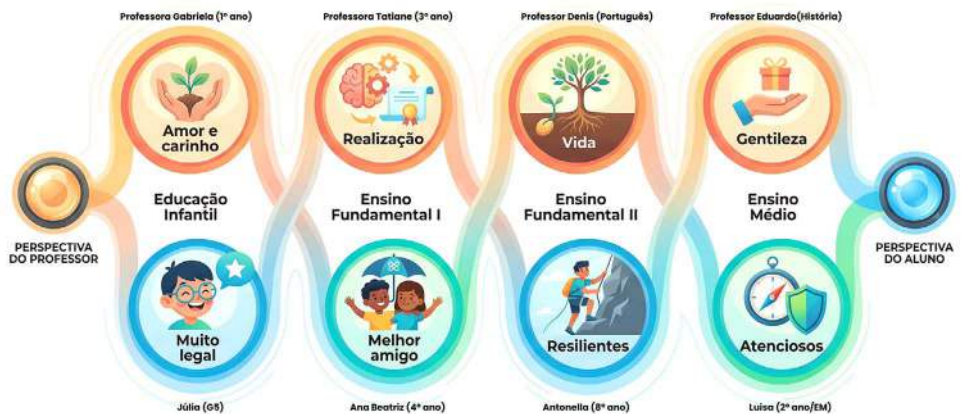 Professora Gabriela (1º ano)
Professora Tatiane (3º ano)
Professor Denis (Português)
Professor Eduardo(História)
Amor e
carinho
Realização
Vida
Gentileza
Educação
Infantil
Ensino
Fundamental I
Ensino
Fundamental II
Ensino
Médio
PERSPECTIVA
DO PROFESSOR
PERSPECTIVA
DO ALUNO
Muito
legal
Melhor
amigo
Resilientes
Atenciosos
Júlia (G5)
Ana Beatriz (4º ano)
Antonella (8º ano)
Luisa (2º ano/EM)